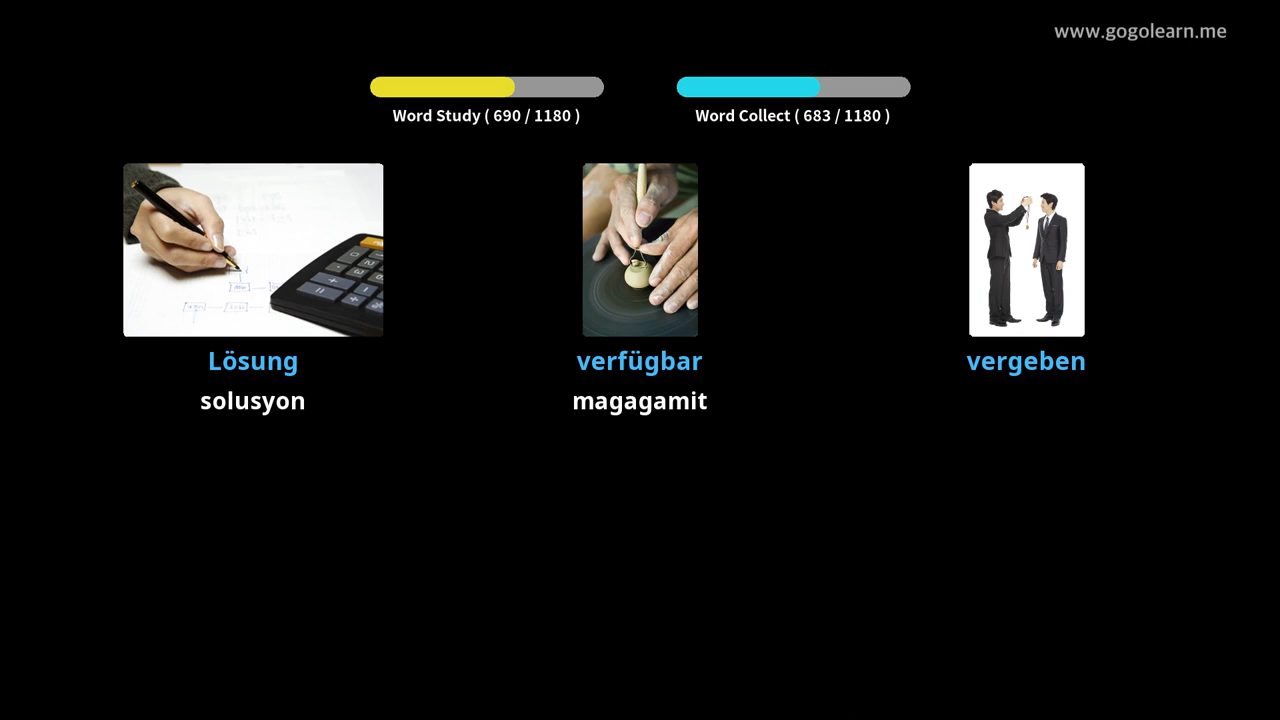 www.gogolearn.me
Word Study ( 690 / 1180 )
Word Collect ( 683 / 1180 )
Lösung
solusyon
verfügbar
magagamit
vergeben